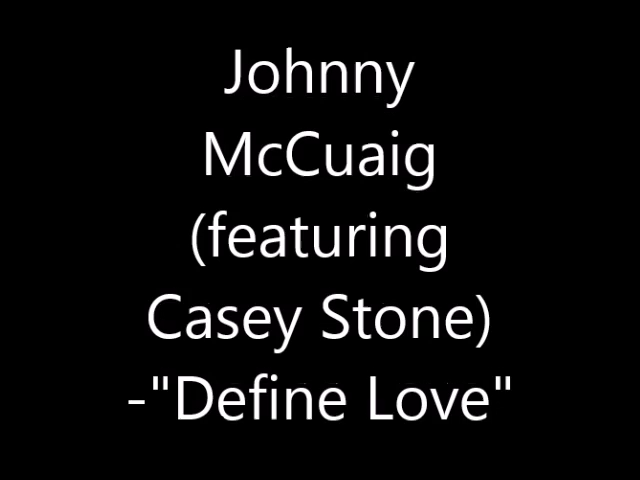 Johnny
McCuaig
(featuring
Casey Stone)
-"Define Love"